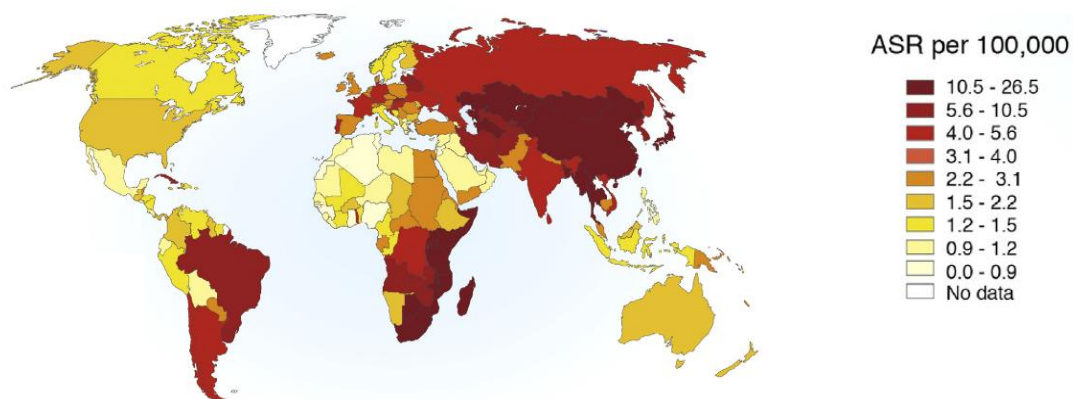 ASR per 100,000
10.5 - 26.5
5.6 - 10.5
4.0 - 5.6
3.1 - 4.0
2.2 - 3.1
1.5 - 2.2
1.2 - 1.5
0.9 - 1.2
0.0 - 0.9
No data